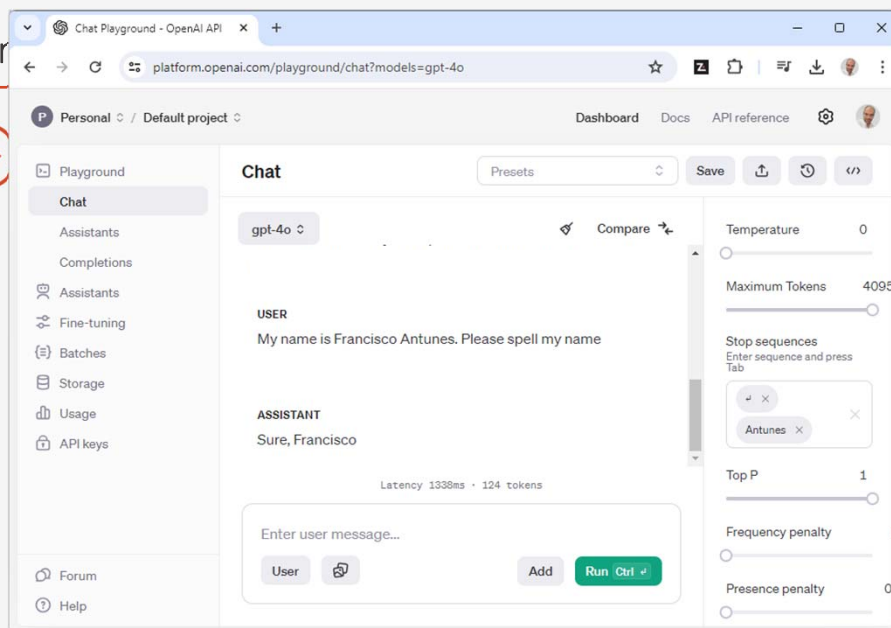 Chat Playground - OpenAI API
platform.openai.com/playground/chat?models=gpt-4o
P Personal / Default project
Dashboard Docs API reference
Playground
Chat
Assistants
Completions
Assistants
Fine-tuning
Batches
Storage
Usage
API keys
Forum
Help
Chat
Presets
Save
gpt-4o
Compare
USER
My name is Francisco Antunes. Please spell my name
ASSISTANT
Sure, Francisco
Latency 1338ms · 124 tokens
Enter user message...
User
Add
Run Ctrl ↵
Temperature 0
Maximum Tokens 4095
Stop sequences
Enter sequence and press
Tab
↵ ×
Antunes ×
Top P 1
Frequency penalty
Presence penalty 0